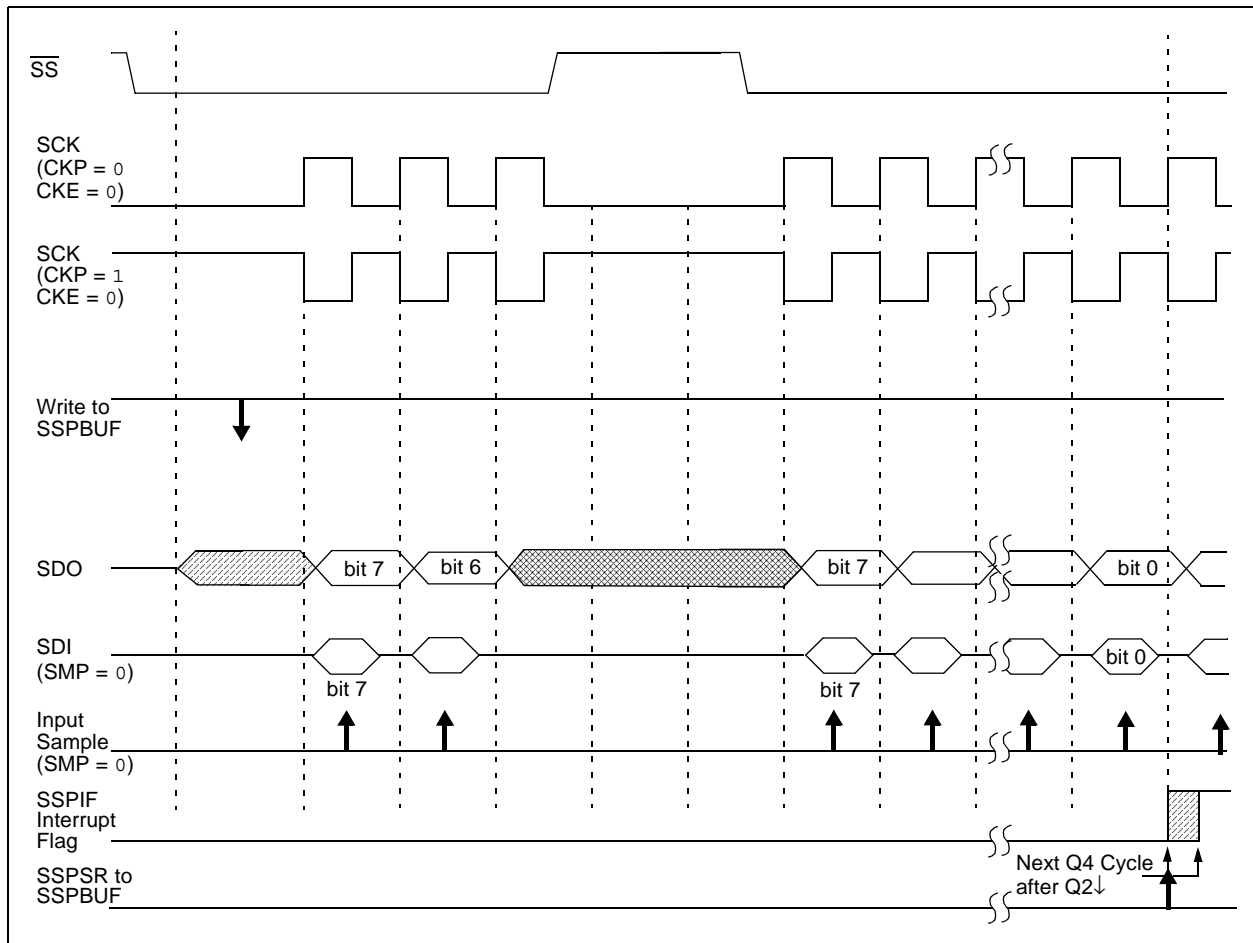 SS
SCK
(CKP = 0
CKE = 0)
SCK
(CKP = 1
CKE = 0)
Write to
SSPBUF
SDO
bit 7
bit 6
bit 7
bit 0
SDI
(SMP = 0)
bit 7
bit 7
bit 0
Input
Sample
(SMP = 0)
SSPIF
Interrupt
Flag
SSPSR to
SSPBUF
Next Q4 Cycle
after Q2↓